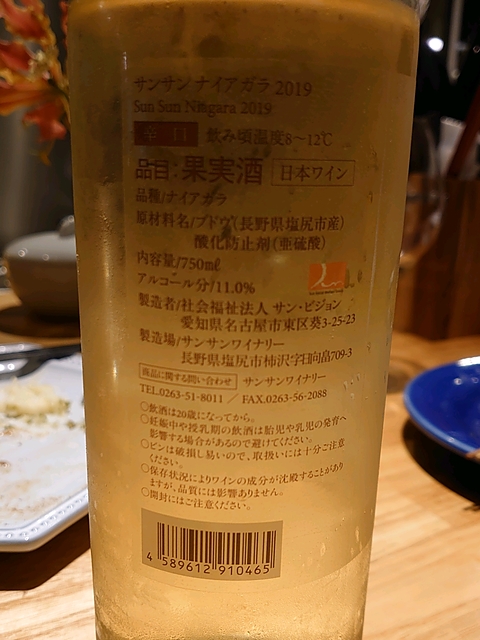 サンサンナイアガラ 2019
Sun Sun Niagara 2019
辛口 飲み頃温度8～12℃
品目：果実酒 日本ワイン
品種/ナイアガラ
原材料名/ブドウ(長野県塩尻市産)
酸化防止剤(亜硫酸)
内容量/750mℓ
アルコール分/11.0%
製造者/社会福祉法人 サン・ビジョン
愛知県名古屋市東区葵3-25-23
製造場/サンサンワイナリー
長野県塩尻市柿沢字日向畠709-3
商品に関する問い合わせ サンサンワイナリー
TEL.0263-51-8011 / FAX.0263-56-2088
○飲酒は20歳になってから。
○妊娠中や授乳期の飲酒は胎児や乳児の発育へ
影響する場合があるので避けてください。
○ビンは破損し易いので、取扱いには十分ご注意
ください。
○保存状況によりワインの成分が沈殿することがあり
ますが、品質には影響ありません。
○開封にはご注意ください。
4 589612 910465